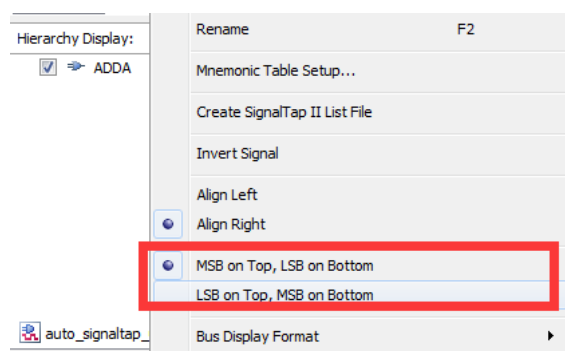 Hierarchy Display:
ADDA
Rename F2
Mnemonic Table Setup...
Create SignalTap II List File
Invert Signal
Align Left
Align Right
MSB on Top, LSB on Bottom
LSB on Top, MSB on Bottom
auto_signaltap_
Bus Display Format